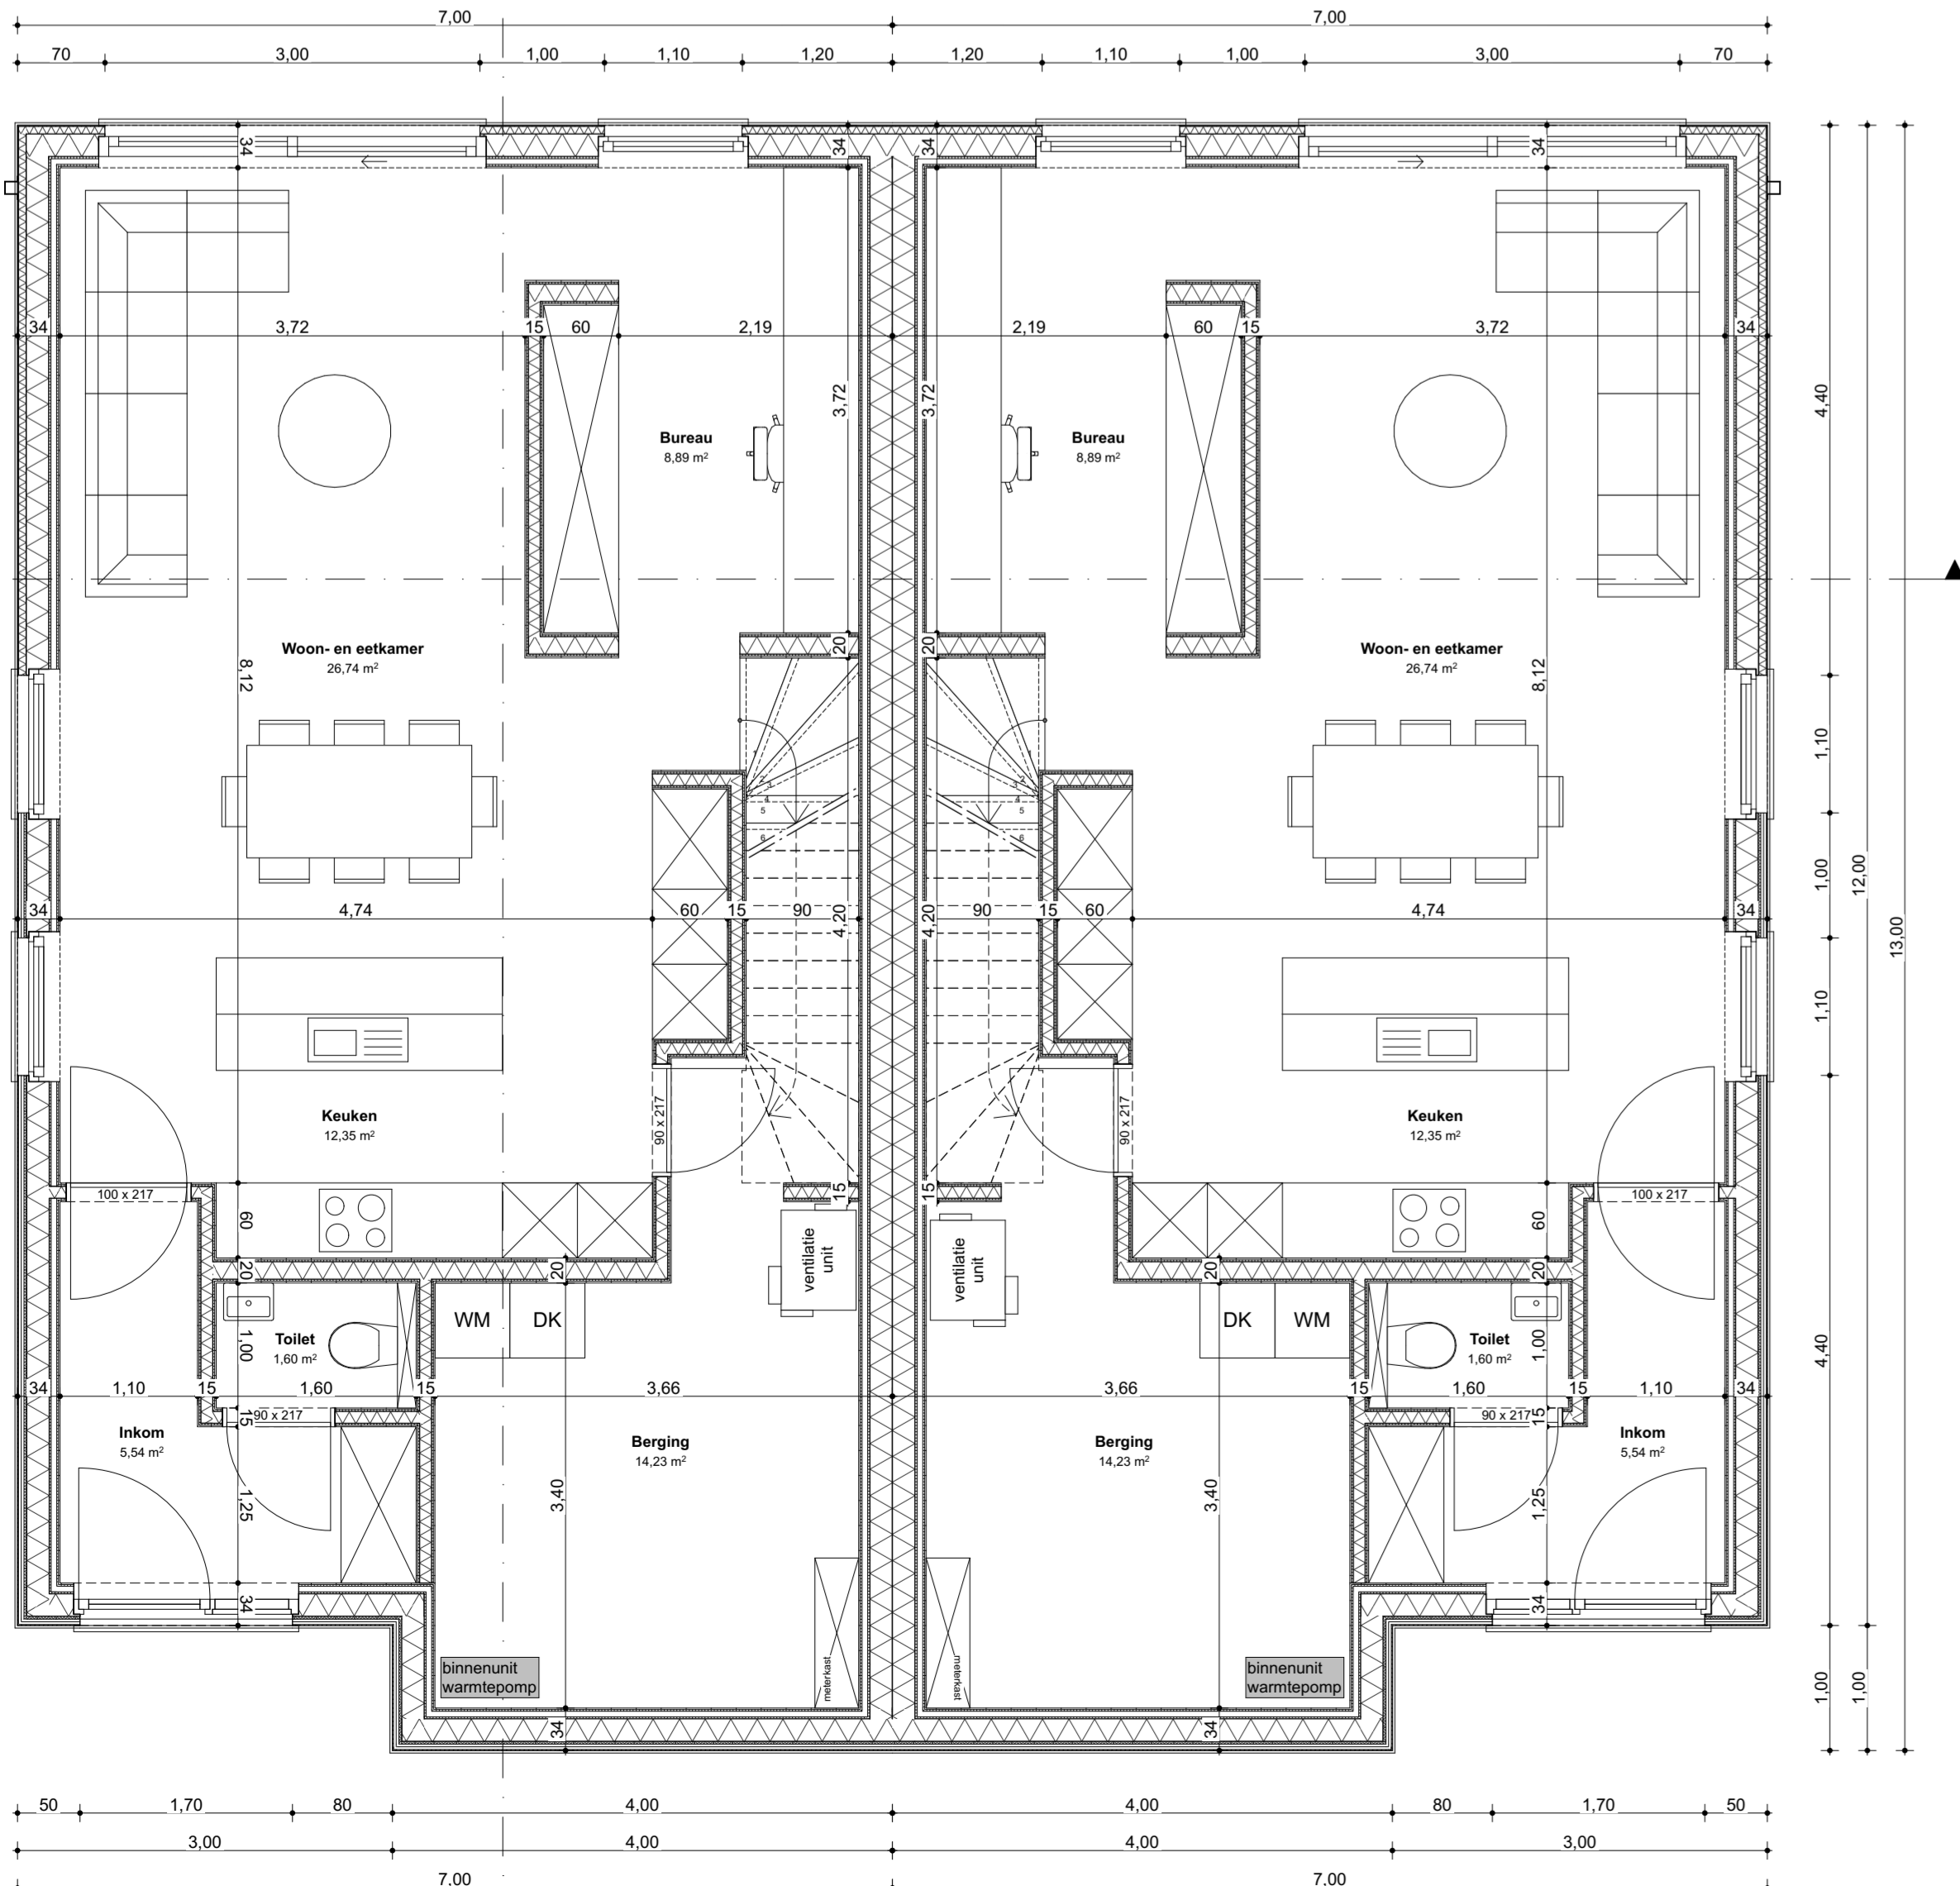 7,00 7,00
70 3,00 1,00 1,10 1,20 1,20 1,10 1,00 3,00 70
34 34 34 34
34 3,72 15 60 2,19 2,19 60 15 3,72 34
3,72 3,72
4,40
Bureau Bureau
8,89 m² 8,89 m²
20 20
Woon- en eetkamer Woon- en eetkamer
26,74 m² 26,74 m²
8,12 8,12
1,10
1 1
2 2
3 3
4 4
5 5
6 6
1,00 12,00
34 4,74 60 15 90 4,20 4,20 90 15 60 4,74 34
13,00
1,10
Keuken Keuken
12,35 m² 12,35 m²
90 x 217 90 x 217
100 x 217 15 15 100 x 217
60 60
ventilatie unit ventilatie unit
20 20 20 20
WM DK DK WM
Toilet Toilet
1,60 m² 1,60 m²
1,00 1,00
4,40
34 1,10 15 1,60 15 3,66 3,66 15 1,60 15 1,10 34
15 90 x 217 90 x 217 15
Inkom Inkom
5,54 m² 5,54 m²
Berging Berging
14,23 m² 14,23 m²
1,25 3,40 3,40 1,25
34 34
binnenunit binnenunit
warmtepomp warmtepomp
meterkast meterkast
1,00 1,00
34 34
50 1,70 80 4,00 4,00 80 1,70 50
3,00 4,00 4,00 3,00
7,00 7,00